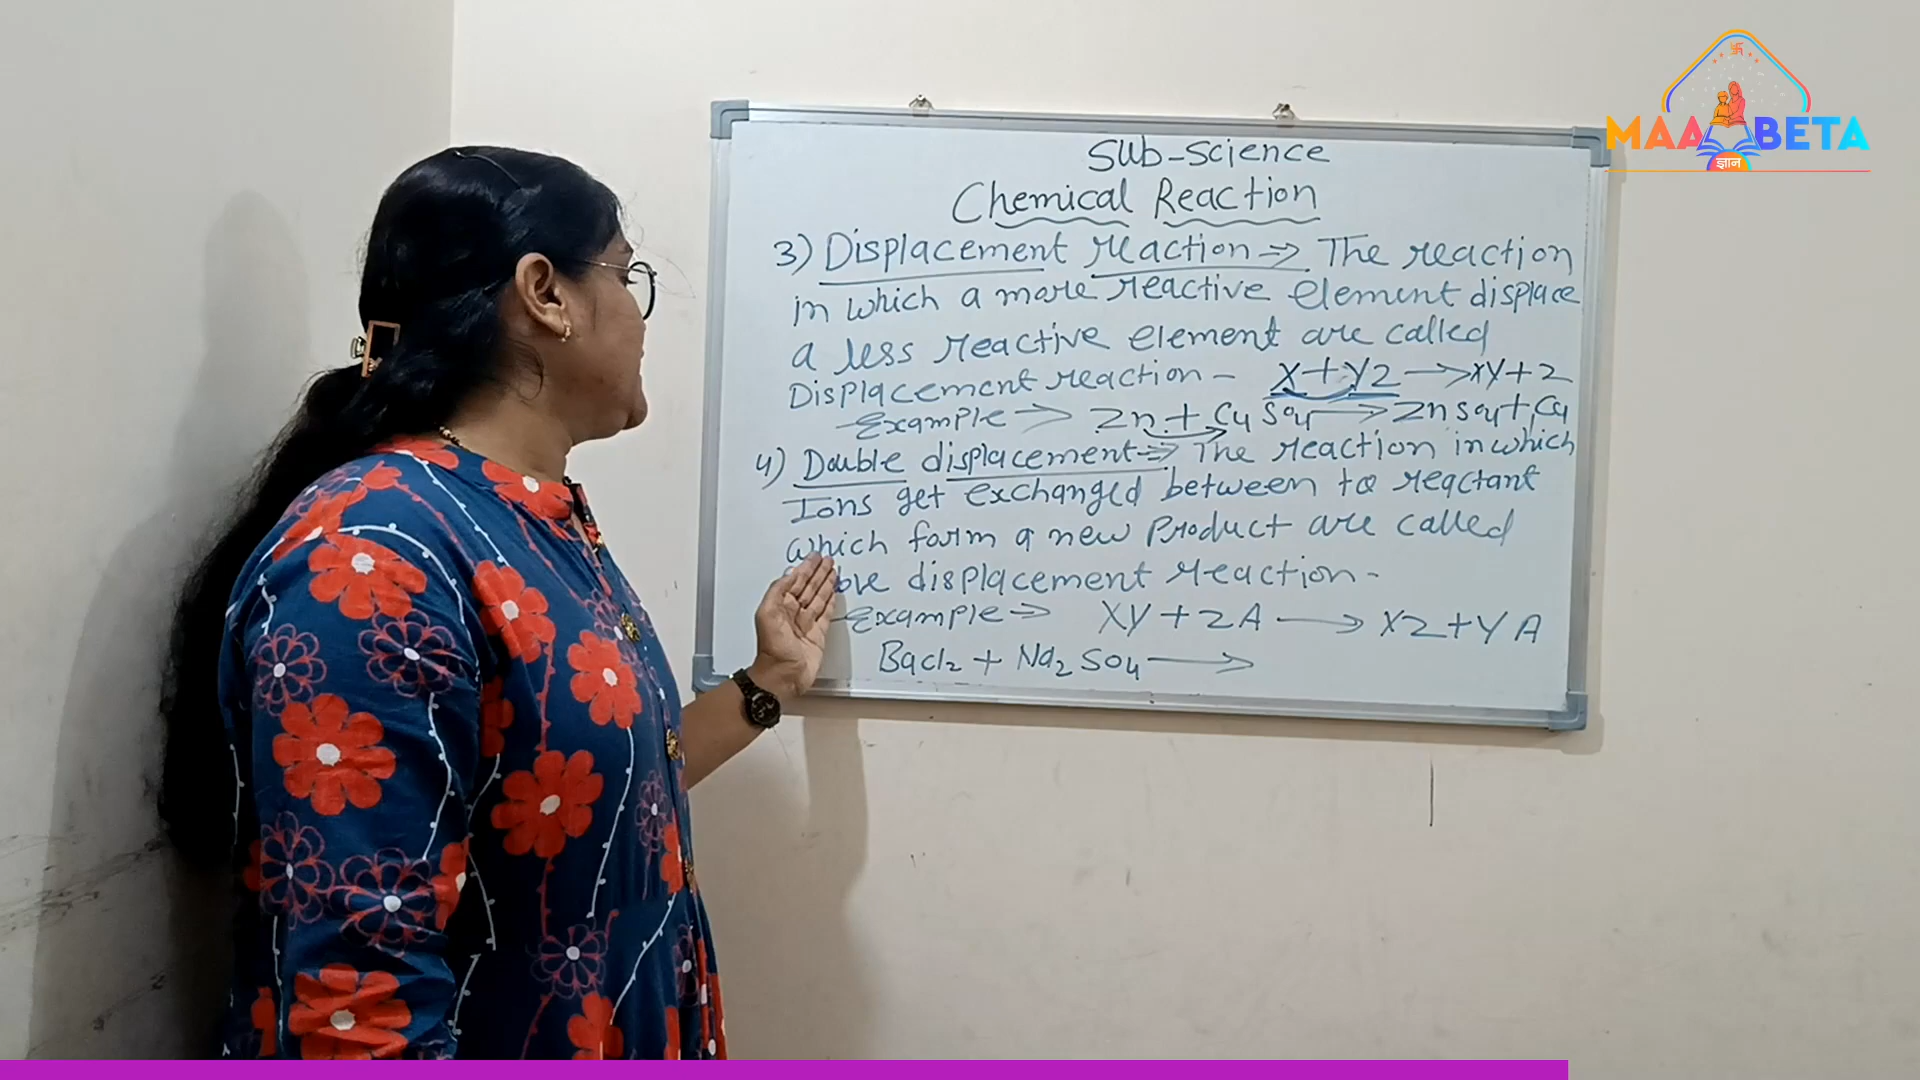 MAA BETA
ज्ञान
Sub-Science
Chemical Reaction
3) Displacement reaction => The reaction
in which a more reactive element displace
a less reactive element are called
Displacement reaction - X+YZ → XY+Z
Example => Zn + CuSO4 → ZnSO4+Cu
4) Double displacement => The reaction in which
Ions get exchanged between to reactant
which form a new Product are called
displacement reaction -
Example => XY + ZA → XZ+YA
BaCl2 + Na2SO4 →